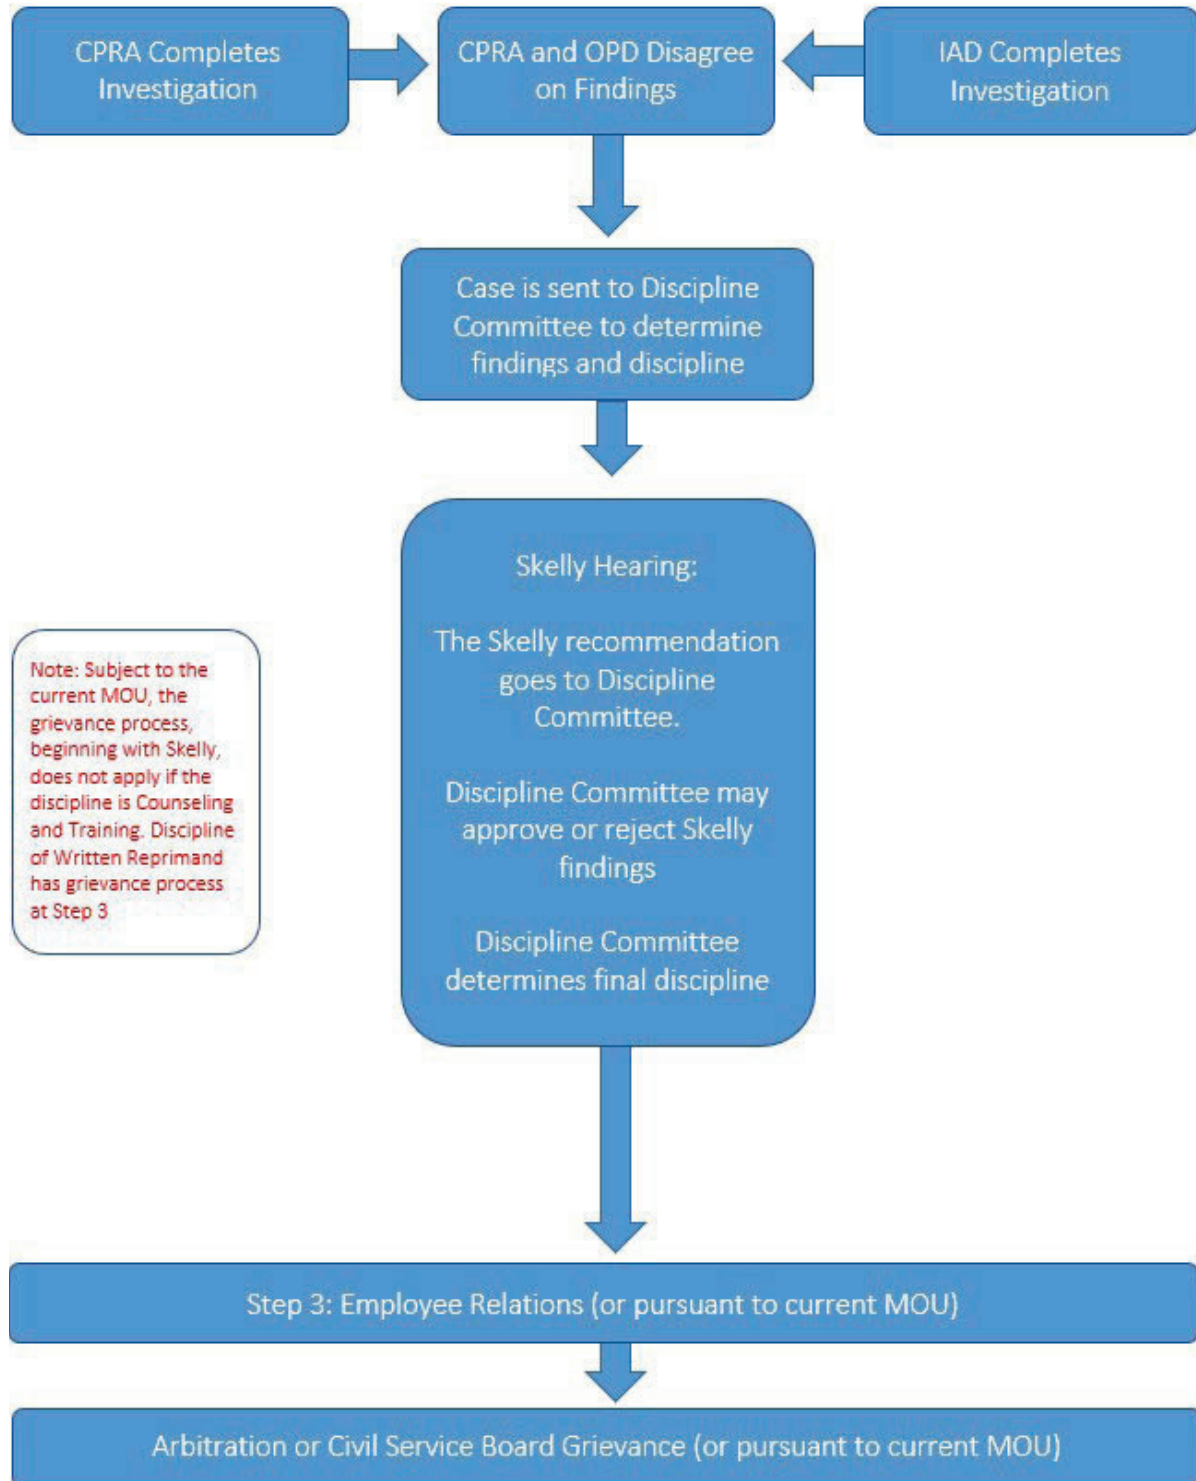 CPRA Completes
Investigation
CPRA and OPD Disagree
on Findings
IAD Completes
Investigation
Case is sent to Discipline
Committee to determine
findings and discipline
Skelly Hearing:
The Skelly recommendation
goes to Discipline
Committee.
Discipline Committee may
approve or reject Skelly
findings
Discipline Committee
determines final discipline
Note: Subject to the
current MOU, the
grievance process,
beginning with Skelly,
does not apply if the
discipline is Counseling
and Training. Discipline
of Written Reprimand
has grievance process
at Step 3
Step 3: Employee Relations (or pursuant to current MOU)
Arbitration or Civil Service Board Grievance (or pursuant to current MOU)